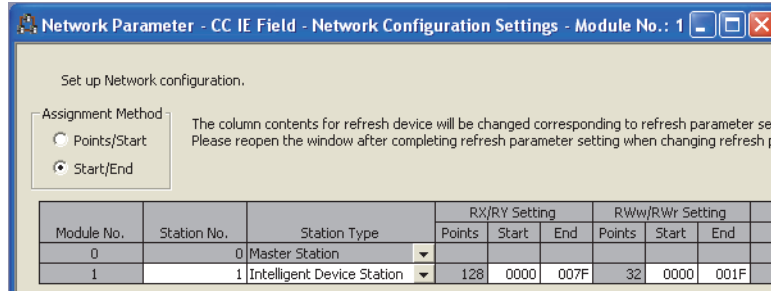 Network Parameter - CC IE Field - Network Configuration Settings - Module No.: 1
Set up Network configuration.
Assignment Method
Points/Start
Start/End
The column contents for refresh device will be changed corresponding to refresh parameter se
Please reopen the window after completing refresh parameter setting when changing refresh p
RX/RY Setting RWw/RWr Setting
Module No. Station No. Station Type Points Start End Points Start End
0 0 Master Station
1 1 Intelligent Device Station 128 0000 007F 32 0000 001F